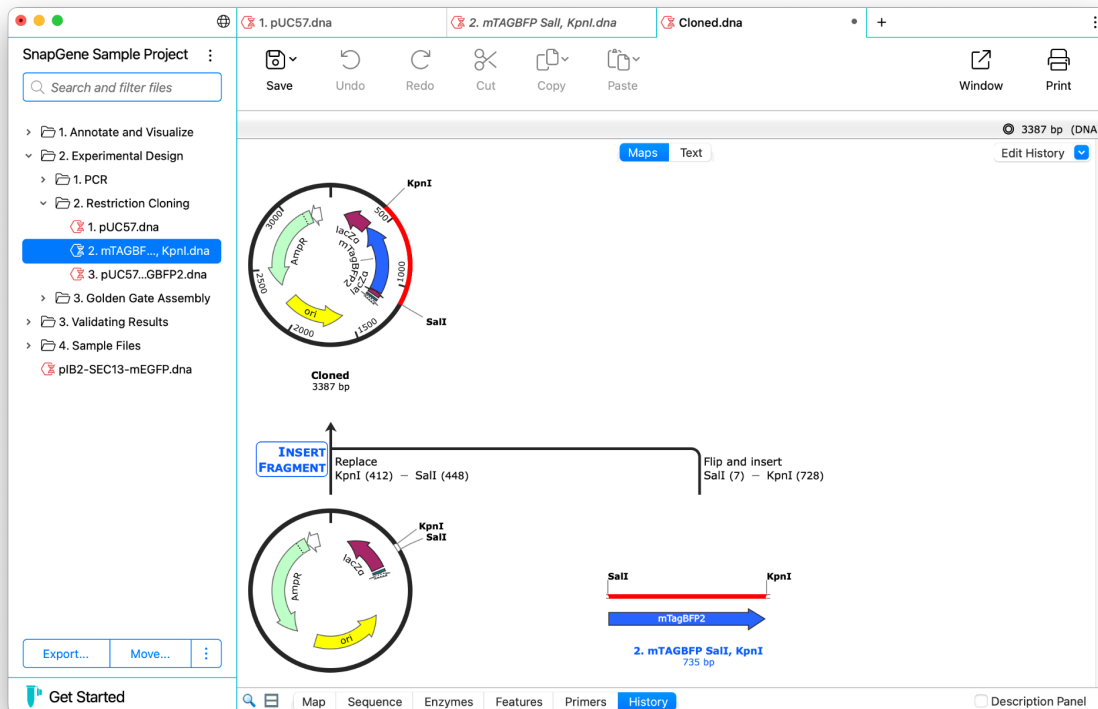 1. pUC57.dna
2. mTAGBFP SalI, KpnI.dna
Cloned.dna
+
SnapGene Sample Project
Search and filter files
1. Annotate and Visualize
2. Experimental Design
1. PCR
2. Restriction Cloning
1. pUC57.dna
2. mTAGBF..., KpnI.dna
3. pUC57...GBFP2.dna
3. Golden Gate Assembly
3. Validating Results
4. Sample Files
pIB2-SEC13-mEGFP.dna
Export...
Move...
Get Started
Save
Undo
Redo
Cut
Copy
Paste
Window
Print
3387 bp (DNA
Maps
Text
Edit History
KpnI
500
1000
SalI
1500
2000
2500
3000
lacZα
mTagBFP2
lacZα
AmpR
ori
Cloned
3387 bp
INSERT
FRAGMENT
Replace
KpnI (412) – SalI (448)
Flip and insert
SalI (7) – KpnI (728)
KpnI
SalI
lacZα
AmpR
ori
SalI
KpnI
mTagBFP2
2. mTAGBFP SalI, KpnI
735 bp
Map
Sequence
Enzymes
Features
Primers
History
Description Panel